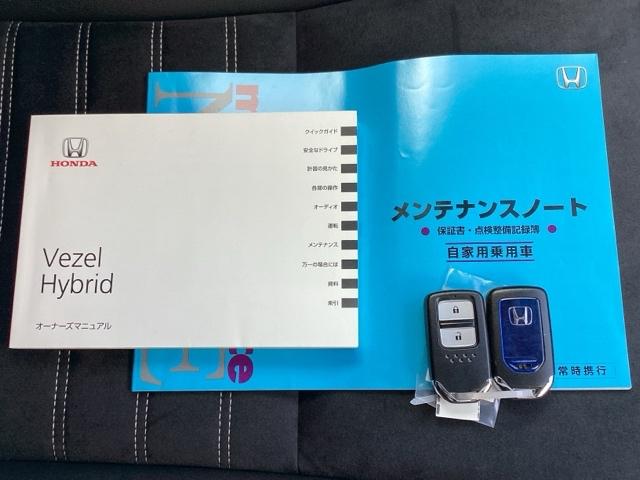 HONDA
Vezel
Hybrid
オーナーズマニュアル
クイックガイド
安全なドライブ
計器の見かた
各部の操作
オーディオ
運転
メンテナンス
万一の場合には
資料
索引
メンテナンスノート
保証書・点検整備記録簿
自家用乗用車
常時携行